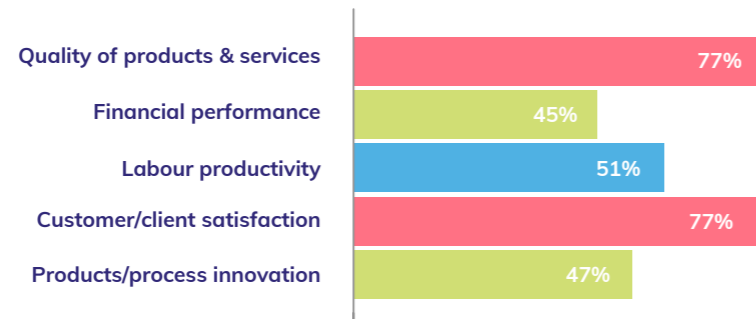 Quality of products & services 77%
Financial performance 45%
Labour productivity 51%
Customer/client satisfaction 77%
Products/process innovation 47%